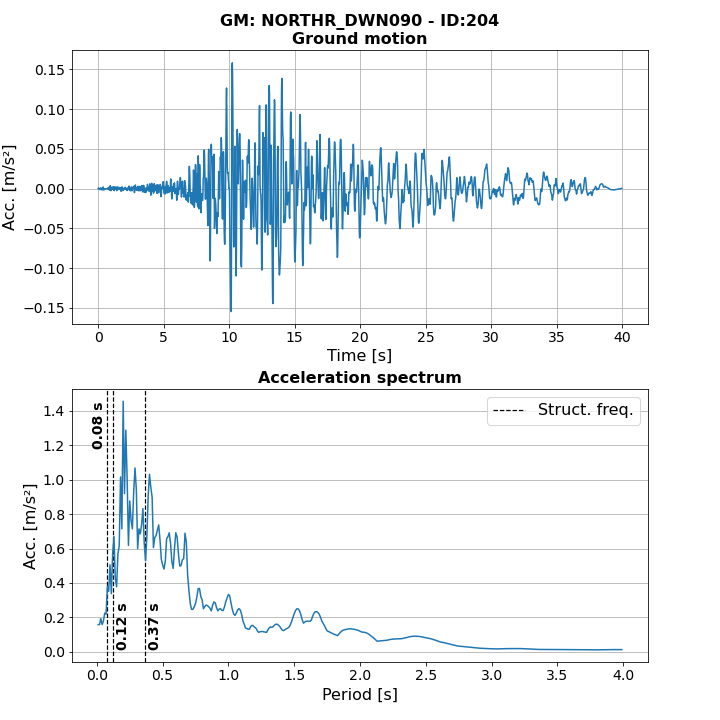 GM: NORTHR_DWN090 - ID:204
Ground motion
0.15
0.10
0.05
0.00
−0.05
−0.10
−0.15
Acc. [m/s²]
0 5 10 15 20 25 30 35 40
Time [s]
Acceleration spectrum
1.4
1.2
1.0
0.8
0.6
0.4
0.2
0.0
Acc. [m/s²]
0.08 s
0.12 s
0.37 s
Struct. freq.
0.0 0.5 1.0 1.5 2.0 2.5 3.0 3.5 4.0
Period [s]